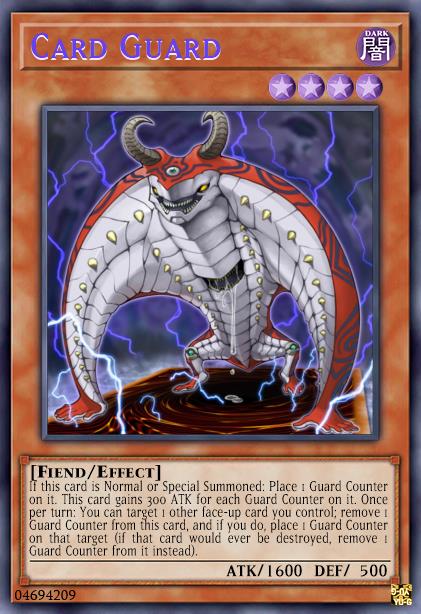 CARD GUARD
DARK
闇
[FIEND/EFFECT]
If this card is Normal or Special Summoned: Place 1 Guard Counter
on it. This card gains 300 ATK for each Guard Counter on it. Once
per turn: You can target 1 other face-up card you control; remove 1
Guard Counter from this card, and if you do, place 1 Guard Counter
on that target (if that card would ever be destroyed, remove 1
Guard Counter from it instead).
ATK/1600 DEF/ 500
04694209